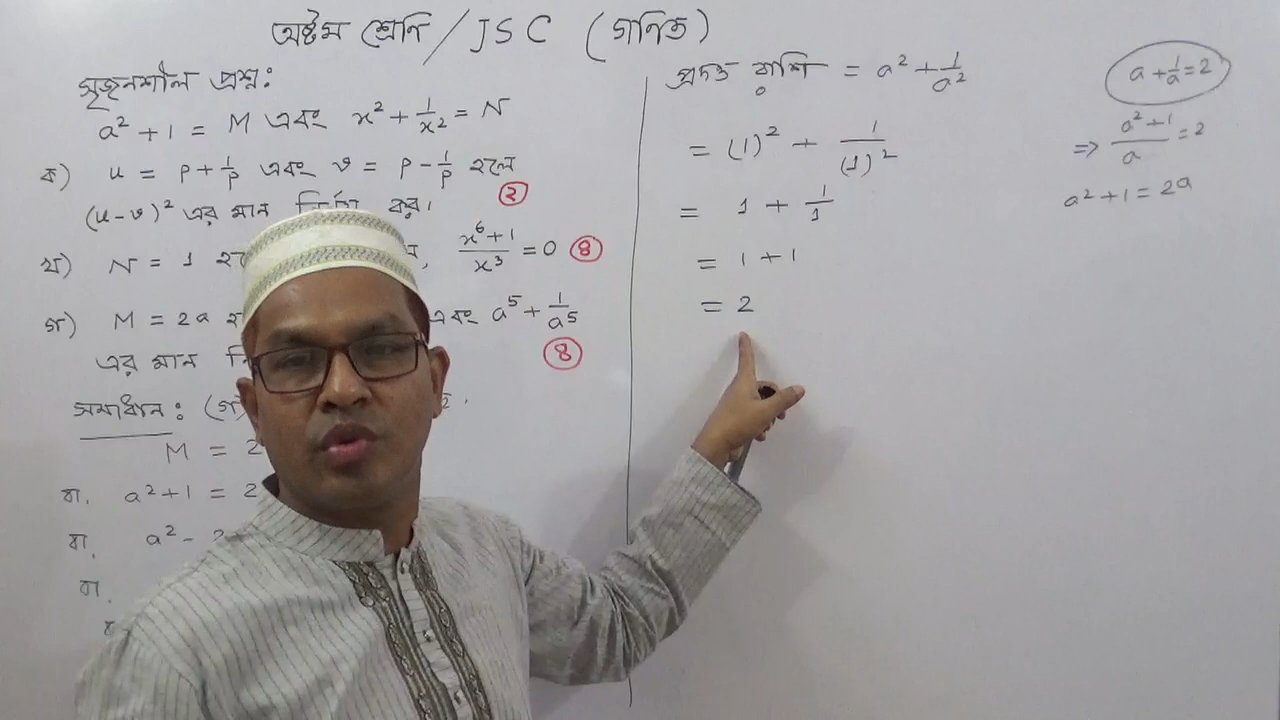 অষ্টম শ্রেনি / JSC (গনিত)
সৃজনশীল প্রশ্ন:
a² + 1 = M এবং x² + 1/x² = N
ক) u = p + 1/p এবং v = p - 1/p হলে
(u-v)² এর মান নির্ণয় কর। ২
খ) N = 1 , (x⁶+1)/x³ = 0 ৪
গ) M = 2a এবং a⁵ + 1/a⁵
এর মান ৪
সমাধান: (গ)
M = 2
বা, a² + 1 = 2
বা, a² -
বা,
প্রদত্ত রাশি = a² + 1/a²
= (1)² + 1/(1)²
= 1 + 1/1
= 1 + 1
= 2
a + 1/a = 2
=> (a²+1)/a = 2
a² + 1 = 2a